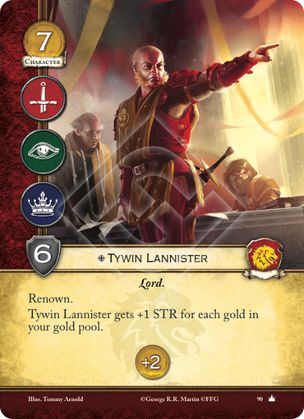 7
CHARACTER
6
Tywin Lannister
Lord.
Renown.
Tywin Lannister gets +1 STR for each gold in
your gold pool.
+2
Illus. Tommy Arnold ©George R.R. Martin ©FFG 90